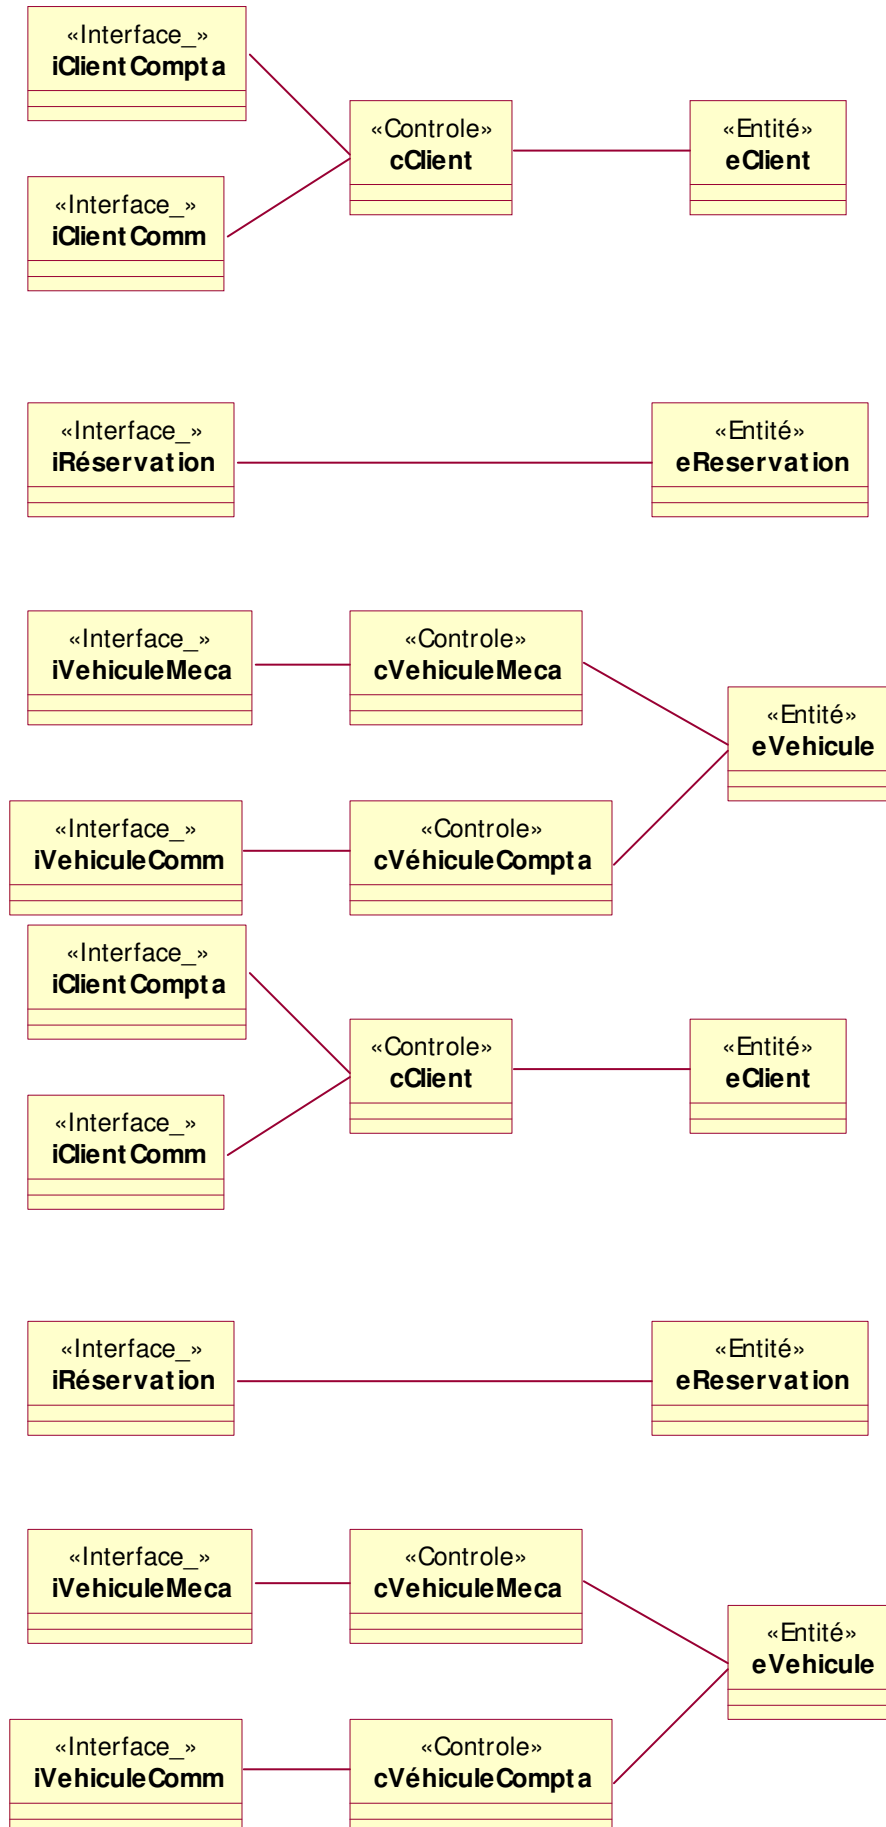 «Interface_»
iClientCompta
«Controle»
cClient
«Entité»
eClient
«Interface_»
iClientComm
«Interface_»
iRéservation
«Entité»
eReservation
«Interface_»
iVehiculeMeca
«Controle»
cVehiculeMeca
«Entité»
eVehicule
«Interface_»
iVehiculeComm
«Controle»
cVéhiculeCompta
«Interface_»
iClientCompta
«Controle»
cClient
«Entité»
eClient
«Interface_»
iClientComm
«Interface_»
iRéservation
«Entité»
eReservation
«Interface_»
iVehiculeMeca
«Controle»
cVehiculeMeca
«Entité»
eVehicule
«Interface_»
iVehiculeComm
«Controle»
cVéhiculeCompta